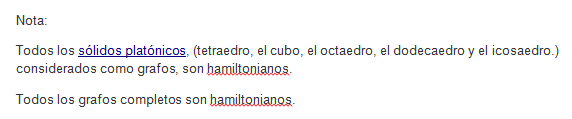 Nota:
Todos los sólidos platónicos, (tetraedro, el cubo, el octaedro, el dodecaedro y el icosaedro.)
considerados como grafos, son hamiltonianos.
Todos los grafos completos son hamiltonianos.